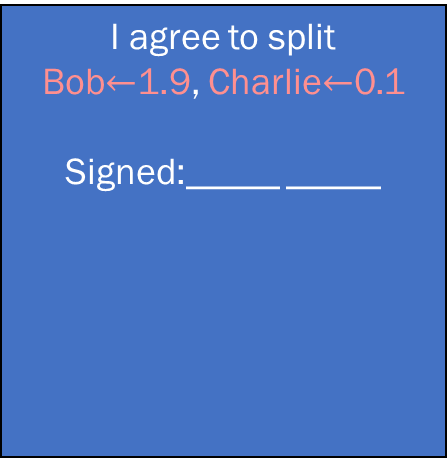 I agree to split
Bob←1.9, Charlie←0.1
Signed:_____ _____